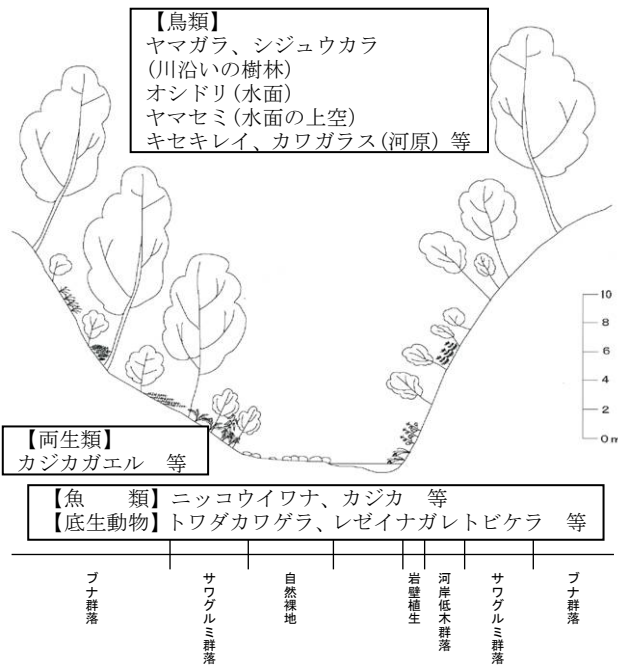 【鳥類】
ヤマガラ、シジュウカラ
(川沿いの樹林)
オシドリ(水面)
ヤマセミ(水面の上空)
キセキレイ、カワガラス(河原) 等
10
8
6
4
2
0 m
【両生類】
カジカガエル 等
【魚 類】ニッコウイワナ、カジカ 等
【底生動物】トワダカワゲラ、レゼイナガレトビケラ 等
ブナ群落
サワグルミ群落
自然裸地
岩壁植生
河岸低木群落
サワグルミ群落
ブナ群落